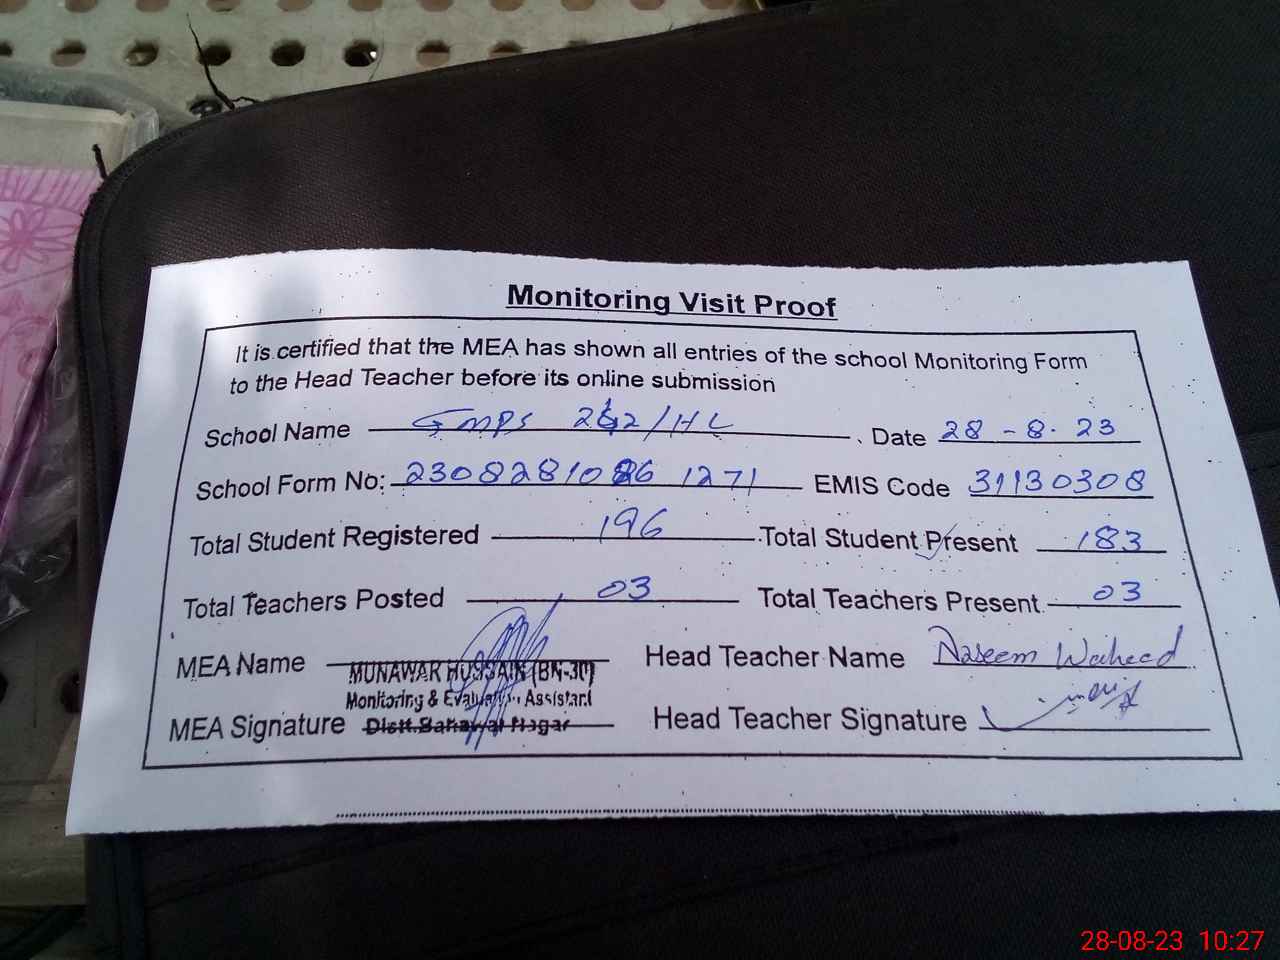 Monitoring Visit Proof
It is certified that the MEA has shown all entries of the school Monitoring Form
to the Head Teacher before its online submission
School Name GMPS /HL . Date 28-8-23
School Form No: 2308281086 1271 EMIS Code 31130308
Total Student Registered 196 Total Student Present 183
Total Teachers Posted 03 Total Teachers Present 03
MEA Name MUNAWAR HUSSAIN (BN-30) Head Teacher Name Naseem Waheed
Monitoring & Evaluation Assistant
MEA Signature Distt. Bahawal Nagar Head Teacher Signature
28-08-23 10:27